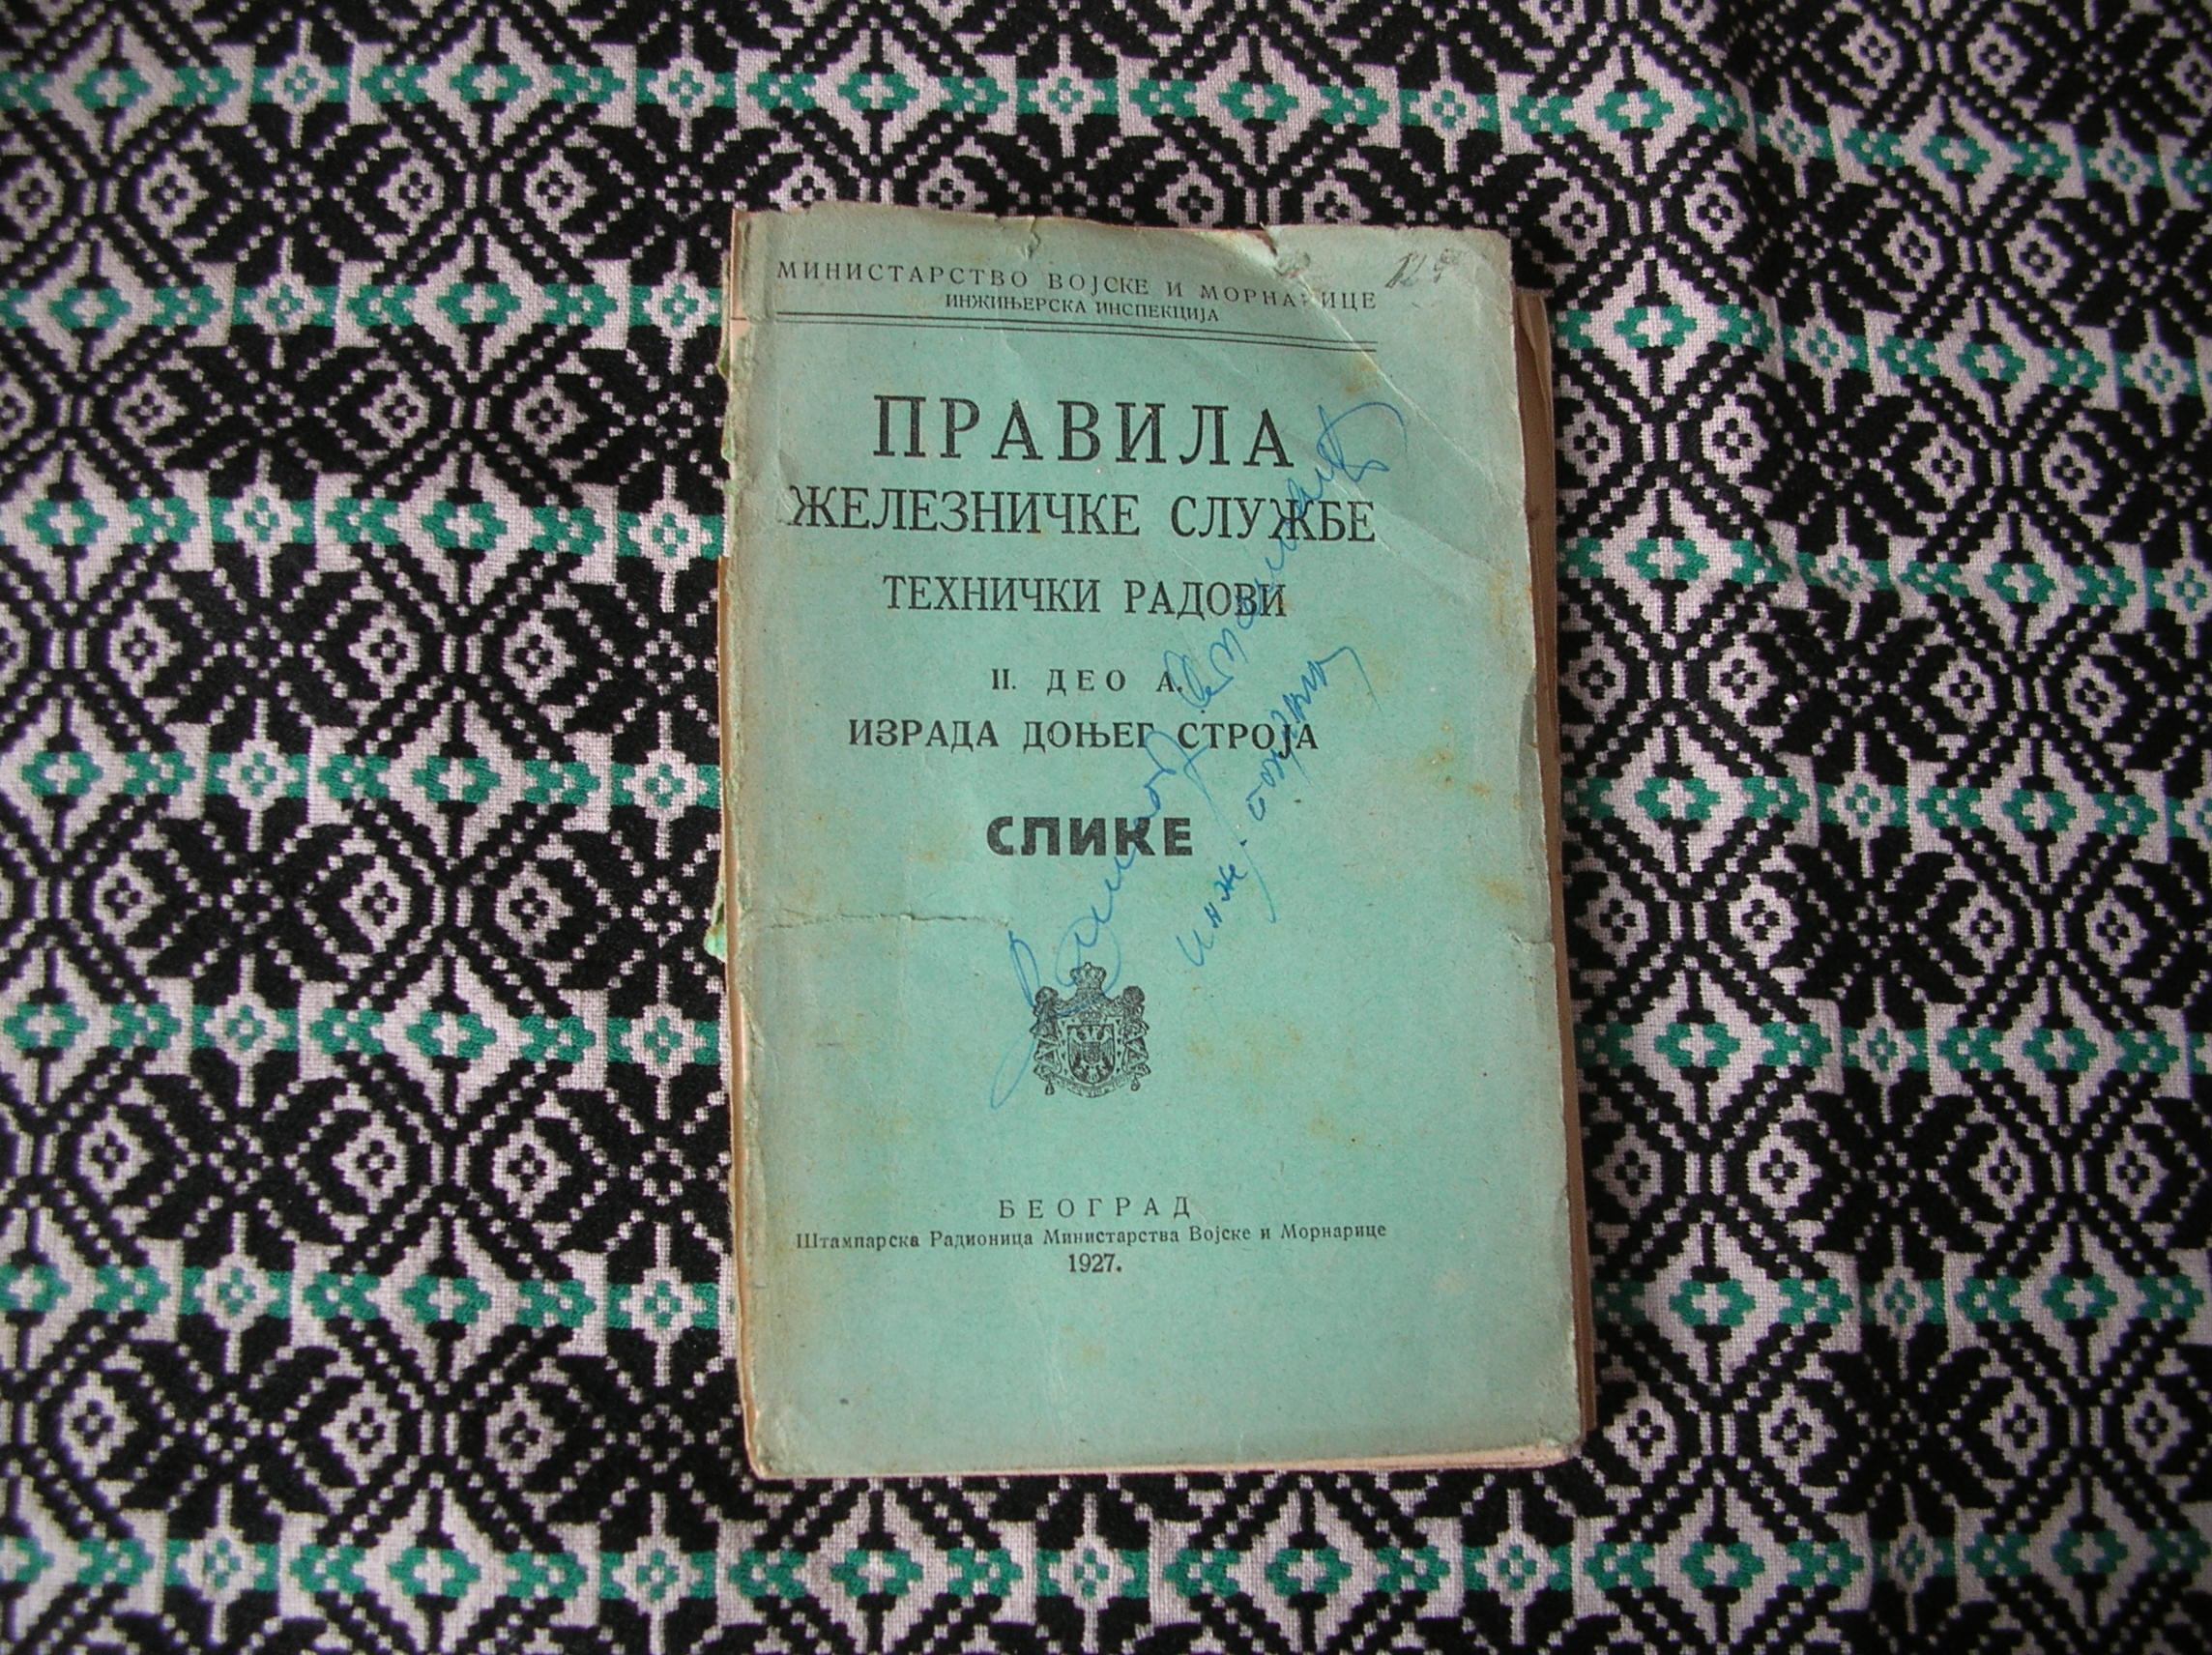 МИНИСТАРСТВО ВОЈСКЕ И МОРНАРИЦЕ
ИНЖИЊЕРСКА ИНСПЕКЦИЈА
ПРАВИЛА
ЖЕЛЕЗНИЧКЕ СЛУЖБЕ
ТЕХНИЧКИ РАДОВИ
II. ДЕО А.
ИЗРАДА ДОЊЕГ СТРОЈА
СЛИКЕ
инж.
БЕОГРАД
Штампарска Радионица Министарства Војске и Морнарице
1927.